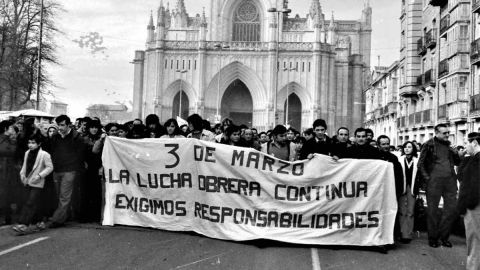 3 DE MARZO
LA LUCHA OBRERA CONTINUA
EXIGIMOS RESPONSABILIDADES